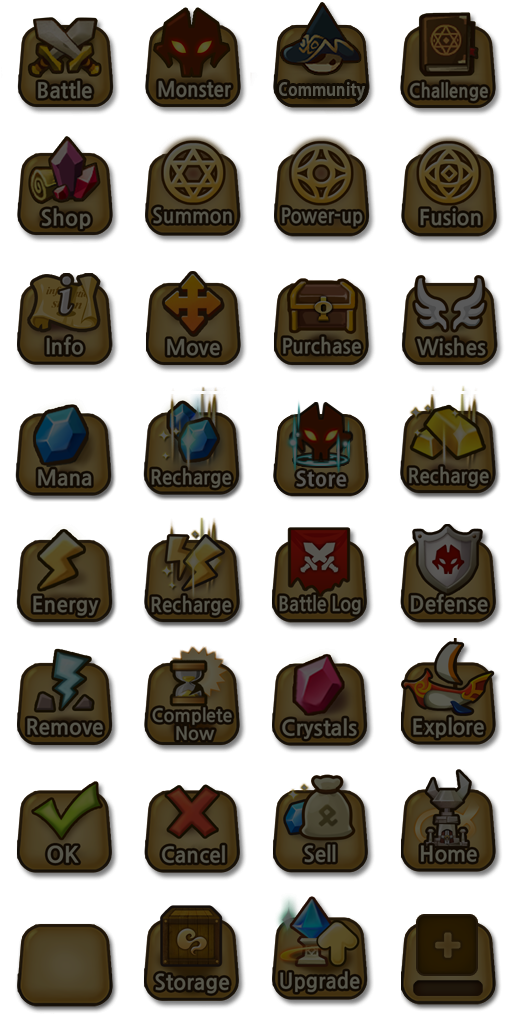 Battle
Monster
Community
Challenge
Shop
Summon
Power-up
Fusion
Info
Move
Purchase
Wishes
Mana
Recharge
Store
Recharge
Energy
Recharge
Battle Log
Defense
Remove
Complete
Now
Crystals
Explore
OK
Cancel
Sell
Home
Storage
Upgrade